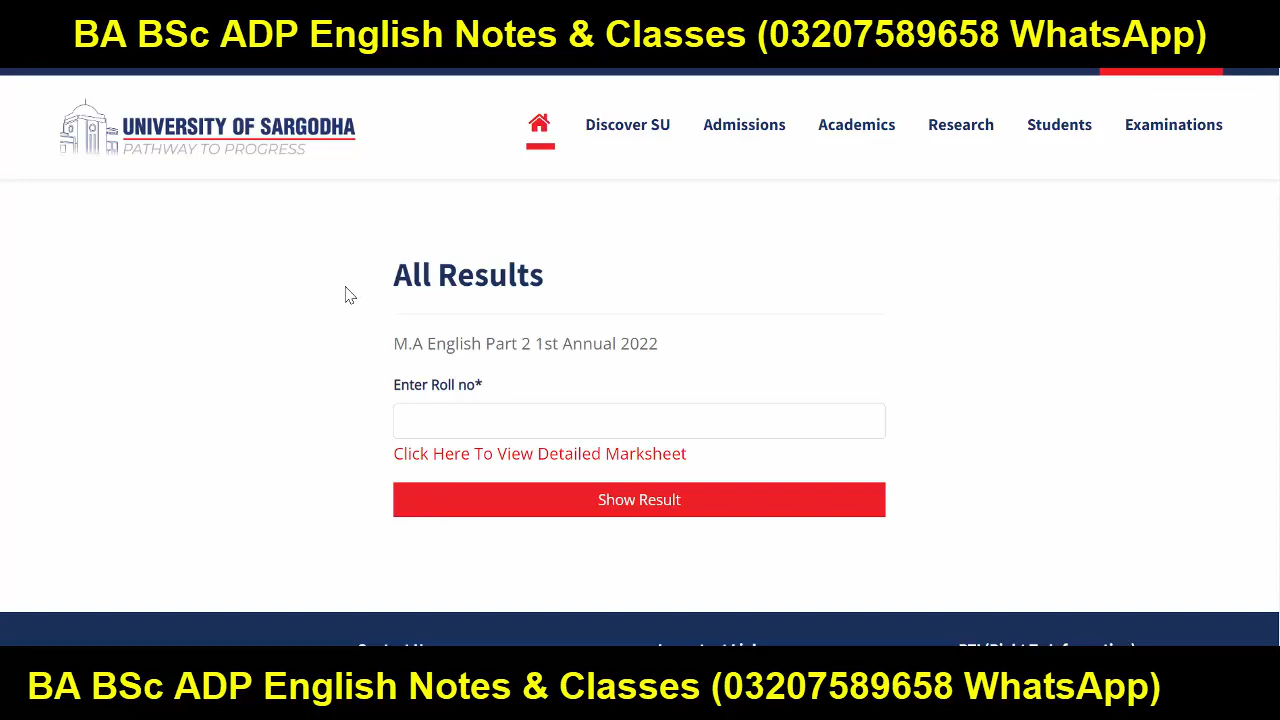 BA BSc ADP English Notes & Classes (03207589658 WhatsApp)
UNIVERSITY OF SARGODHA
PATHWAY TO PROGRESS
Discover SU Admissions Academics Research Students Examinations
All Results
M.A English Part 2 1st Annual 2022
Enter Roll no*
Click Here To View Detailed Marksheet
Show Result
BA BSc ADP English Notes & Classes (03207589658 WhatsApp)